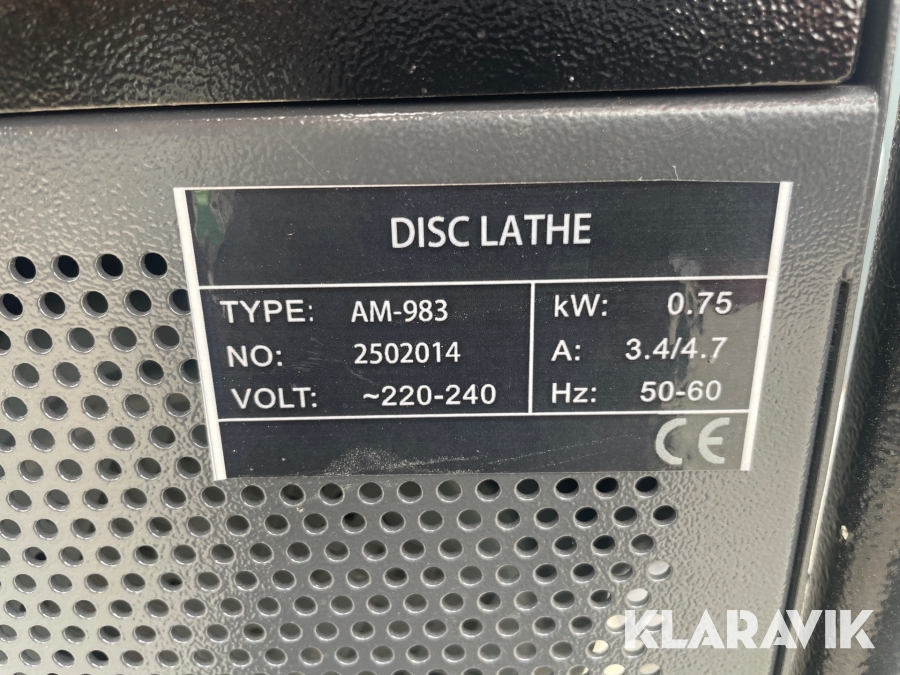 DISC LATHE
TYPE: AM-983
NO: 2502014
VOLT: ~220-240
kW: 0.75
A: 3.4/4.7
Hz: 50-60
CE
KLARAVIK